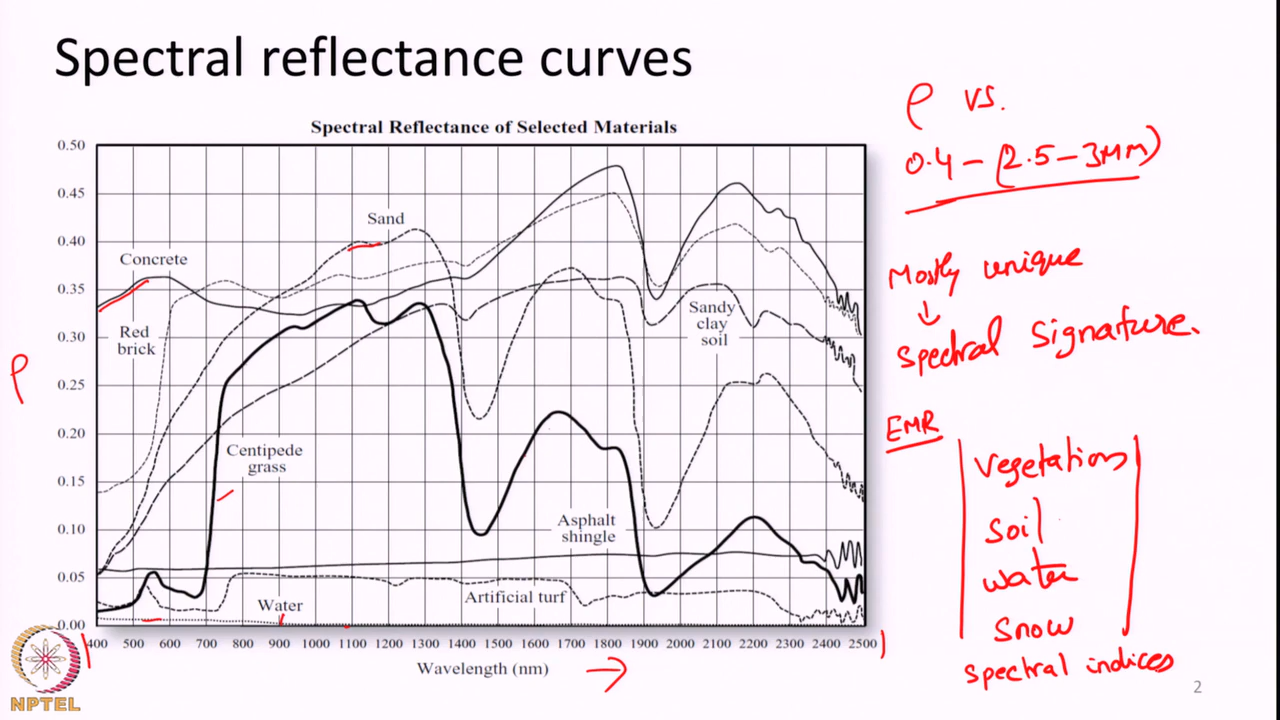 Spectral reflectance curves
Spectral Reflectance of Selected Materials
0.50
0.45
0.40
0.35
0.30
0.25
0.20
0.15
0.10
0.05
0.00
Sand
Concrete
Red
brick
Sandy
clay
soil
Centipede
grass
Asphalt
shingle
Artificial turf
Water
400 500 600 700 800 900 1000 1100 1200 1300 1400 1500 1600 1700 1800 1900 2000 2100 2200 2300 2400 2500
Wavelength (nm)
ρ
ρ vs.
0.4 - (2.5 - 3 μm)
Mostly unique
↓
Spectral Signature.
EMR
Vegetations
Soil
water
Snow
Spectral indices
NPTEL
2